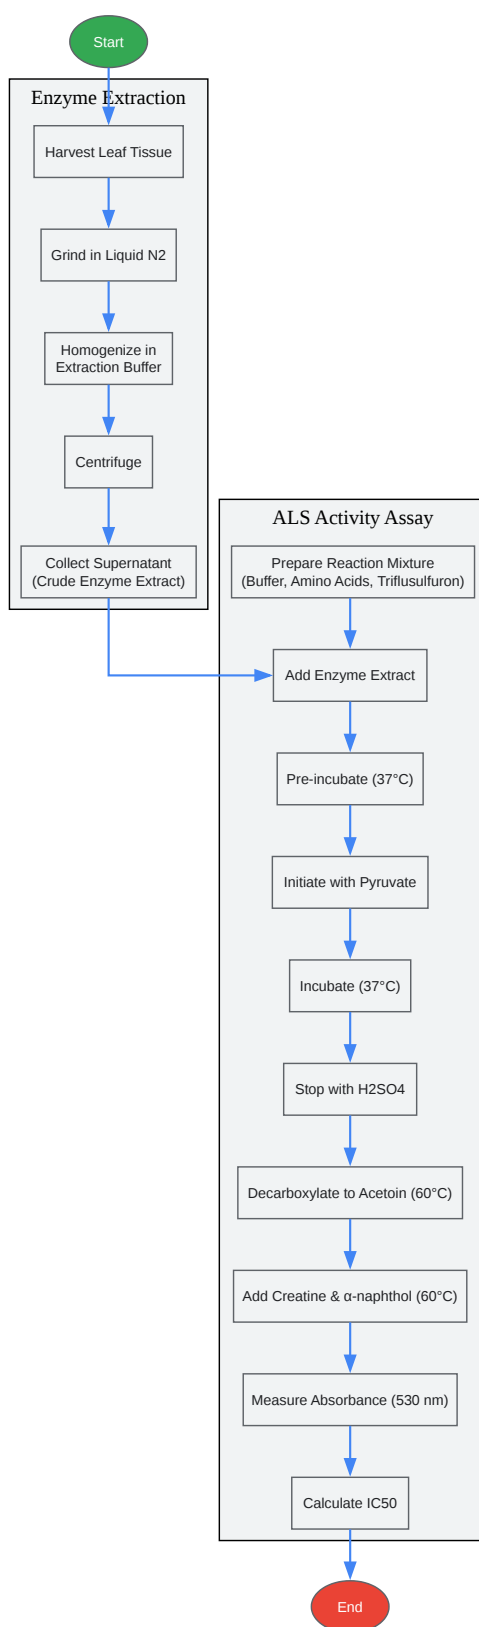 Start
Enzyme Extraction
Harvest Leaf Tissue
Grind in Liquid N2
Homogenize in
Extraction Buffer
Centrifuge
Collect Supernatant
(Crude Enzyme Extract)
ALS Activity Assay
Prepare Reaction Mixture
(Buffer, Amino Acids, Triflusulfuron)
Add Enzyme Extract
Pre-incubate (37°C)
Initiate with Pyruvate
Incubate (37°C)
Stop with H2SO4
Decarboxylate to Acetoin (60°C)
Add Creatine & α-naphthol (60°C)
Measure Absorbance (530 nm)
Calculate IC50
End